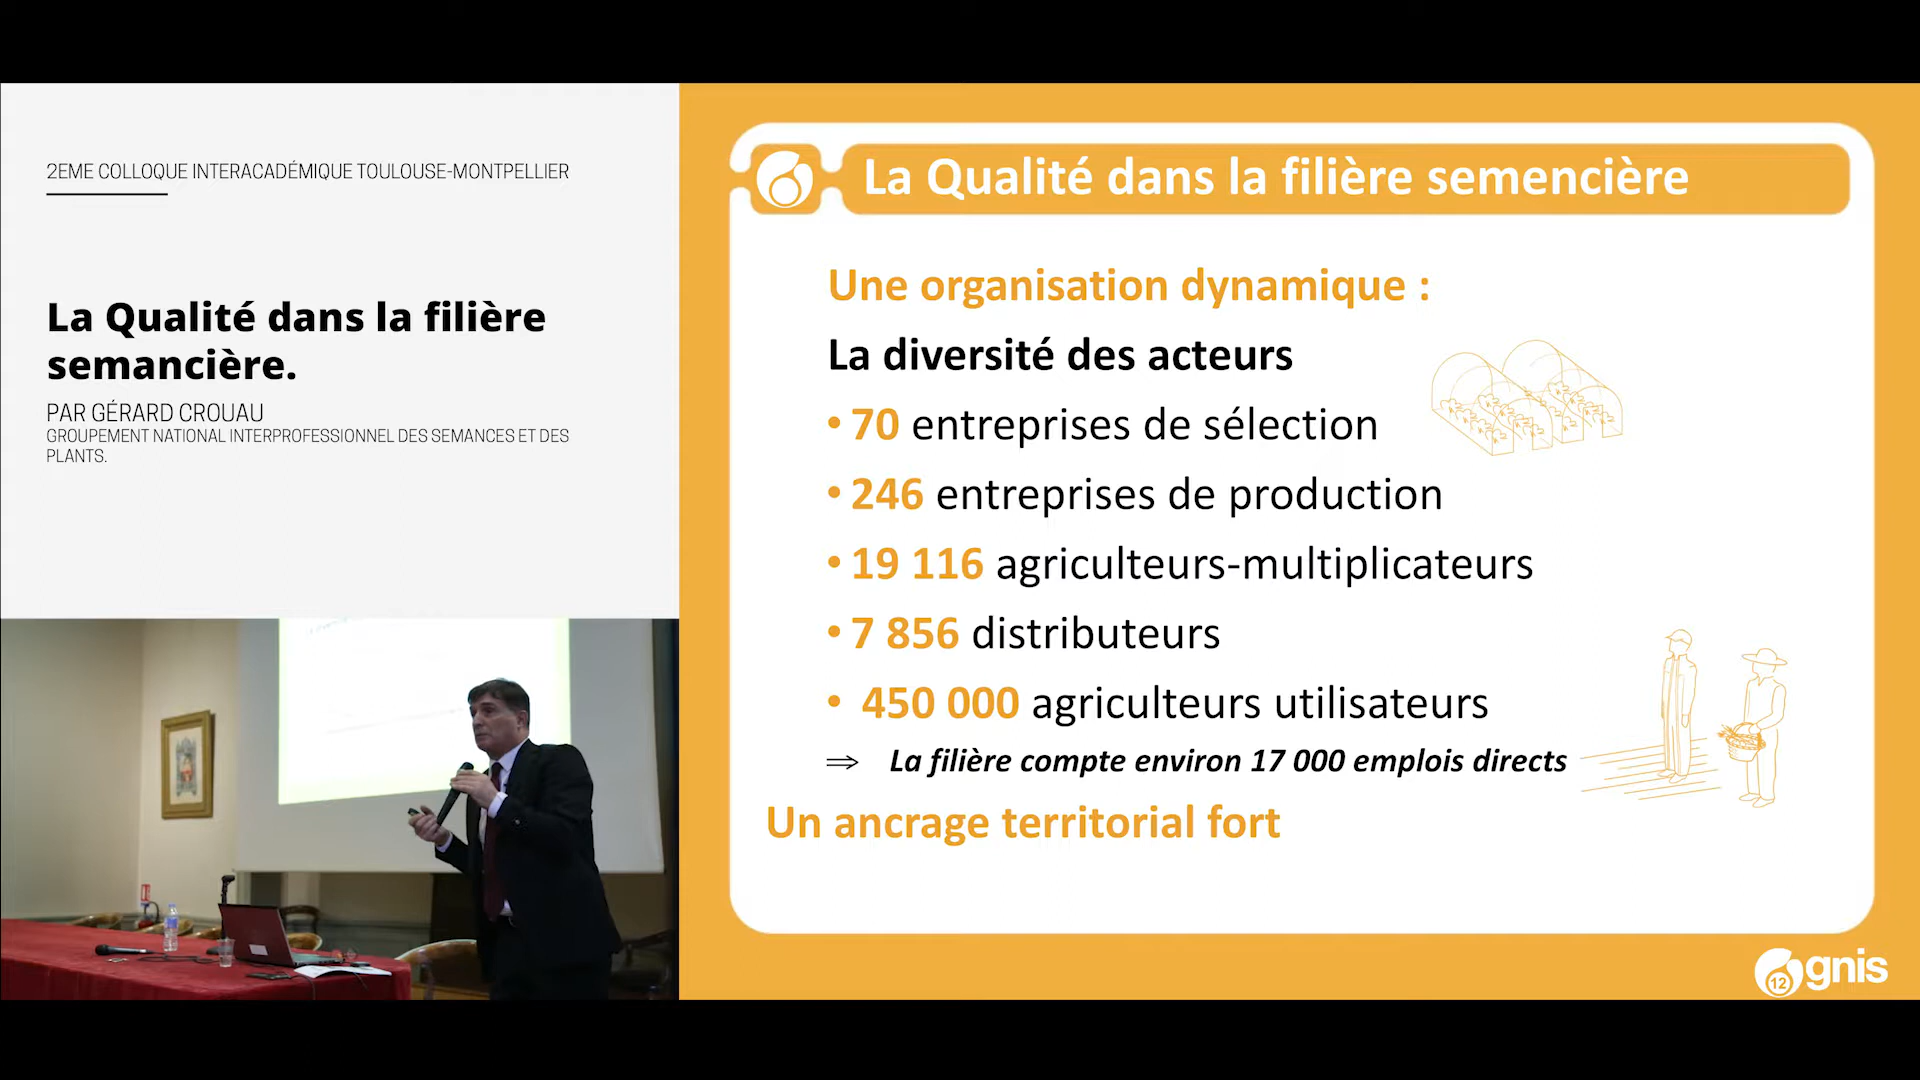 2EME COLLOQUE INTERACADÉMIQUE TOULOUSE-MONTPELLIER
La Qualité dans la filière
semancière.
PAR GÉRARD CROUAU
GROUPEMENT NATIONAL INTERPROFESSIONNEL DES SEMANCES ET DES
PLANTS.
La Qualité dans la filière semencière
Une organisation dynamique :
La diversité des acteurs
• 70 entreprises de sélection
• 246 entreprises de production
• 19 116 agriculteurs-multiplicateurs
• 7 856 distributeurs
• 450 000 agriculteurs utilisateurs
⇒ La filière compte environ 17 000 emplois directs
Un ancrage territorial fort
12 gnis